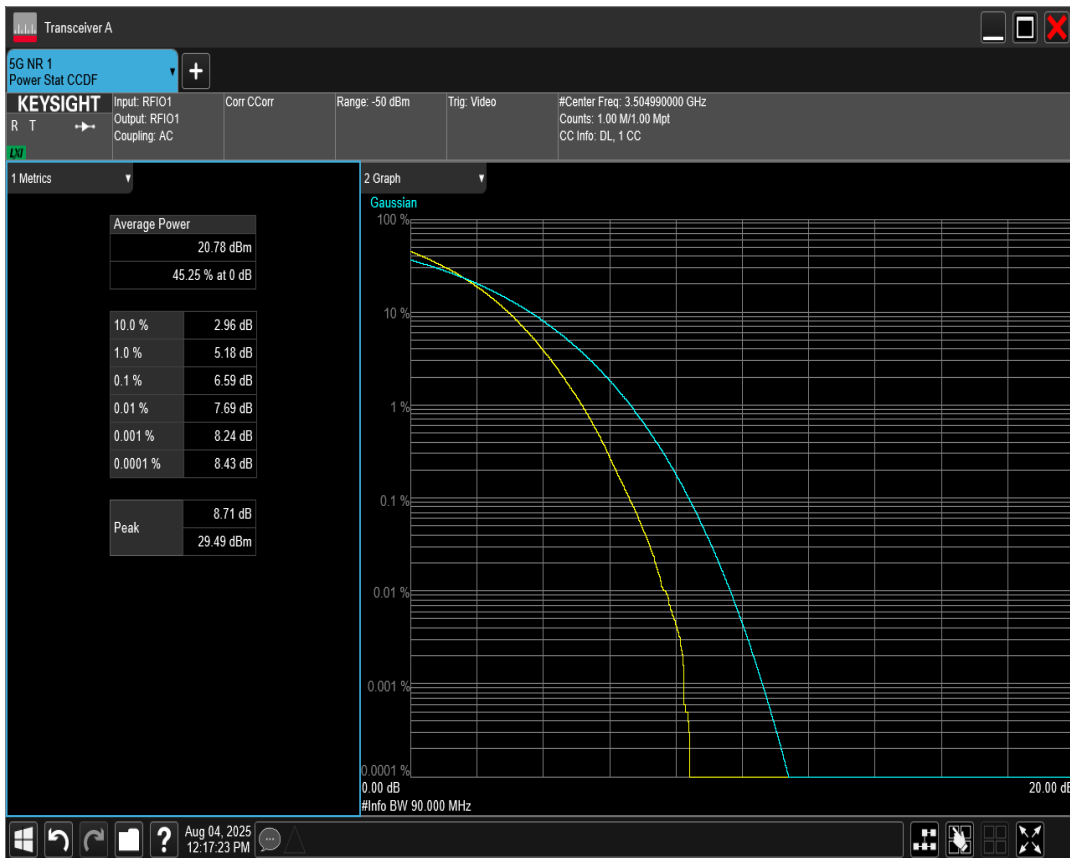 Transceiver A
5G NR 1
Power Stat CCDF
KEYSIGHT
R T
LXI
Input: RFIO1
Output: RFIO1
Coupling: AC
Corr CCorr
Range: -50 dBm
Trig: Video
#Center Freq: 3.504990000 GHz
Counts: 1.00 M/1.00 Mpt
CC Info: DL, 1 CC
1 Metrics
Average Power
20.78 dBm
45.25 % at 0 dB
10.0 % 2.96 dB
1.0 % 5.18 dB
0.1 % 6.59 dB
0.01 % 7.69 dB
0.001 % 8.24 dB
0.0001 % 8.43 dB
Peak
8.71 dB
29.49 dBm
2 Graph
Gaussian
100 %
10 %
1 %
0.1 %
0.01 %
0.001 %
0.0001 %
0.00 dB 20.00 dB
#Info BW 90.000 MHz
?
Aug 04, 2025
12:17:23 PM